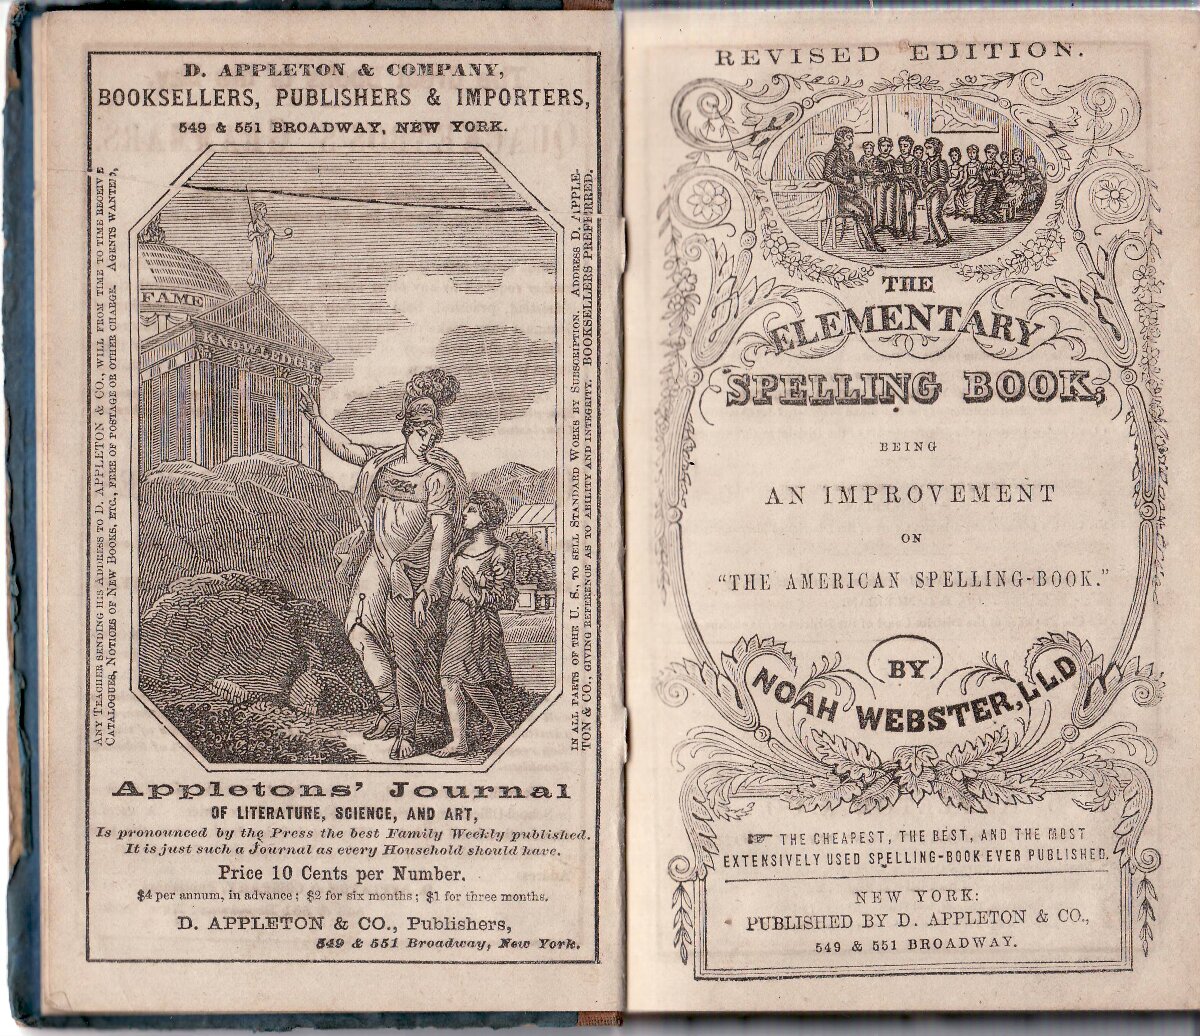 D. APPLETON & COMPANY,
BOOKSELLERS, PUBLISHERS & IMPORTERS,
549 & 551 BROADWAY, NEW YORK.
ANY TEACHER SENDING HIS ADDRESS TO D. APPLETON & CO., WILL FROM TIME TO TIME RECEIVE
CATALOGUES, NOTICES OF NEW BOOKS, ETC., FREE OF POSTAGE OR OTHER CHARGE. AGENTS WANTED,
FAME
KNOWLEDGE
IN ALL PARTS OF THE U. S., TO SELL STANDARD WORKS BY SUBSCRIPTION. ADDRESS D. APPLE-
TON & CO., GIVING REFERENCE AS TO ABILITY AND INTEGRITY. BOOKSELLERS PREFERRED.
Appletons' Journal
OF LITERATURE, SCIENCE, AND ART,
Is pronounced by the Press the best Family Weekly published.
It is just such a Journal as every Household should have.
Price 10 Cents per Number.
$4 per annum, in advance; $2 for six months; $1 for three months.
D. APPLETON & CO., Publishers,
549 & 551 Broadway, New York.
REVISED EDITION.
THE
ELEMENTARY
SPELLING BOOK;
BEING
AN IMPROVEMENT
ON
"THE AMERICAN SPELLING-BOOK."
BY
NOAH WEBSTER, LLD
☞ THE CHEAPEST, THE BEST, AND THE MOST
EXTENSIVELY USED SPELLING-BOOK EVER PUBLISHED.
NEW YORK:
PUBLISHED BY D. APPLETON & CO.,
549 & 551 BROADWAY.